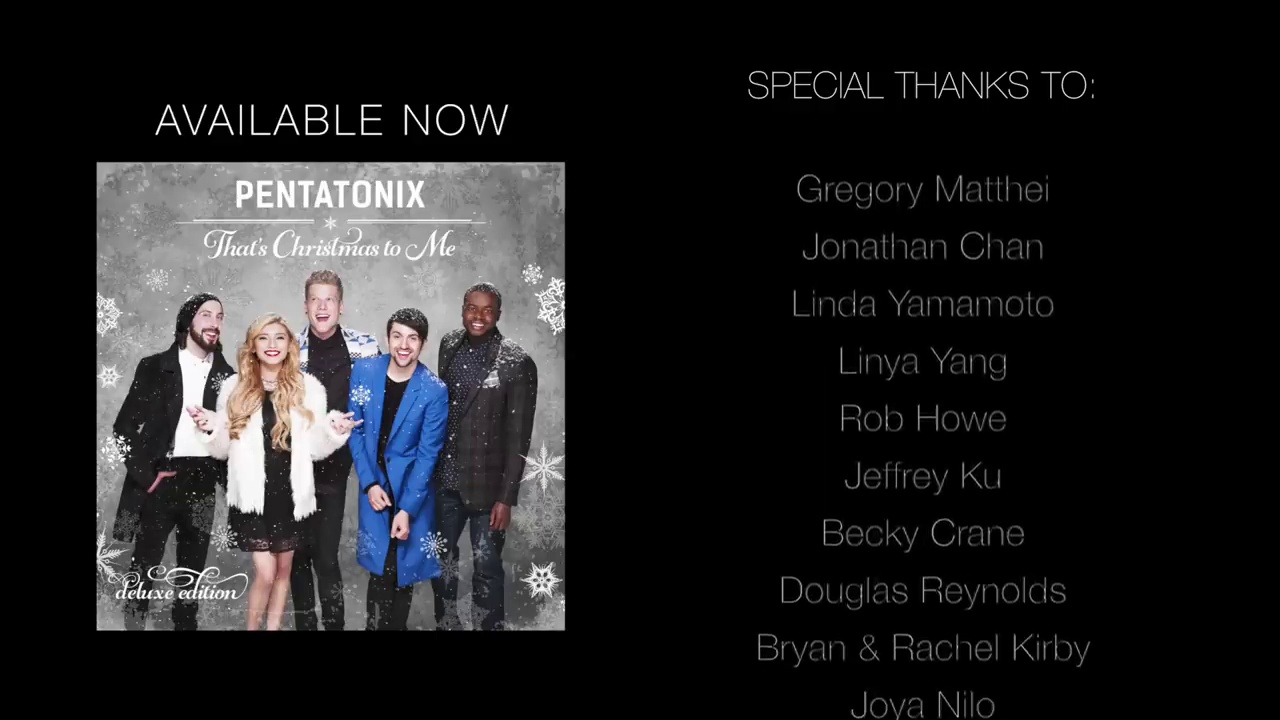 AVAILABLE NOW
PENTATONIX
That's Christmas to Me
deluxe edition
SPECIAL THANKS TO:
Gregory Matthei
Jonathan Chan
Linda Yamamoto
Linya Yang
Rob Howe
Jeffrey Ku
Becky Crane
Douglas Reynolds
Bryan & Rachel Kirby
Joya Nilo